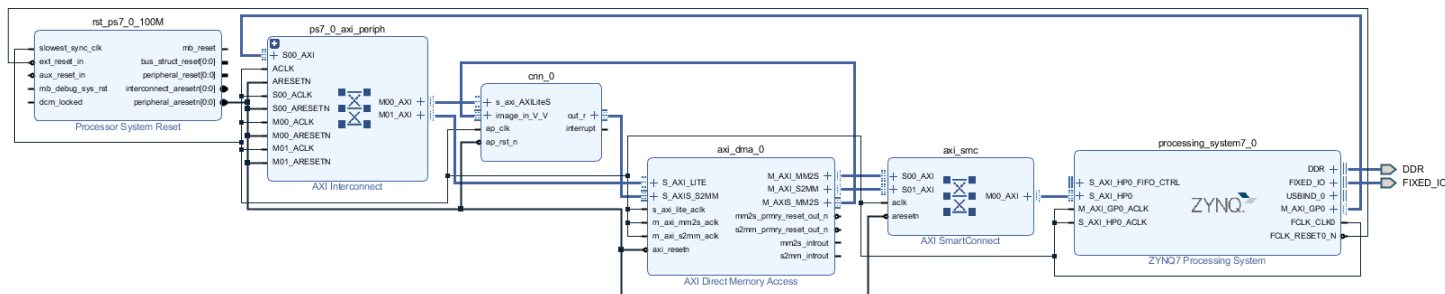 rst_ps7_0_100M
slowest_sync_clk
ext_reset_in
aux_reset_in
mb_debug_sys_rst
dcm_locked
mb_reset
bus_struct_reset[0:0]
peripheral_reset[0:0]
interconnect_aresetn[0:0]
peripheral_aresetn[0:0]
Processor System Reset
ps7_0_axi_periph
S00_AXI
ACLK
ARESETN
S00_ACLK
S00_ARESETN
M00_ACLK
M00_ARESETN
M01_ACLK
M01_ARESETN
M00_AXI
M01_AXI
AXI Interconnect
cnn_0
s_axi_AXILiteS
image_in_V_V
ap_clk
ap_rst_n
out_r
interrupt
axi_dma_0
S_AXI_LITE
S_AXIS_S2MM
s_axi_lite_aclk
m_axi_mm2s_aclk
m_axi_s2mm_aclk
axi_resetn
M_AXI_MM2S
M_AXI_S2MM
M_AXIS_MM2S
mm2s_prmry_reset_out_n
s2mm_prmry_reset_out_n
mm2s_introut
s2mm_introut
AXI Direct Memory Access
axi_smc
S00_AXI
S01_AXI
aclk
aresetn
M00_AXI
AXI SmartConnect
processing_system7_0
S_AXI_HP0_FIFO_CTRL
S_AXI_HP0
M_AXI_GP0_ACLK
S_AXI_HP0_ACLK
ZYNQ
DDR
FIXED_IO
USBIND_0
M_AXI_GP0
FCLK_CLK0
FCLK_RESET0_N
ZYNQ7 Processing System
DDR
FIXED_IO